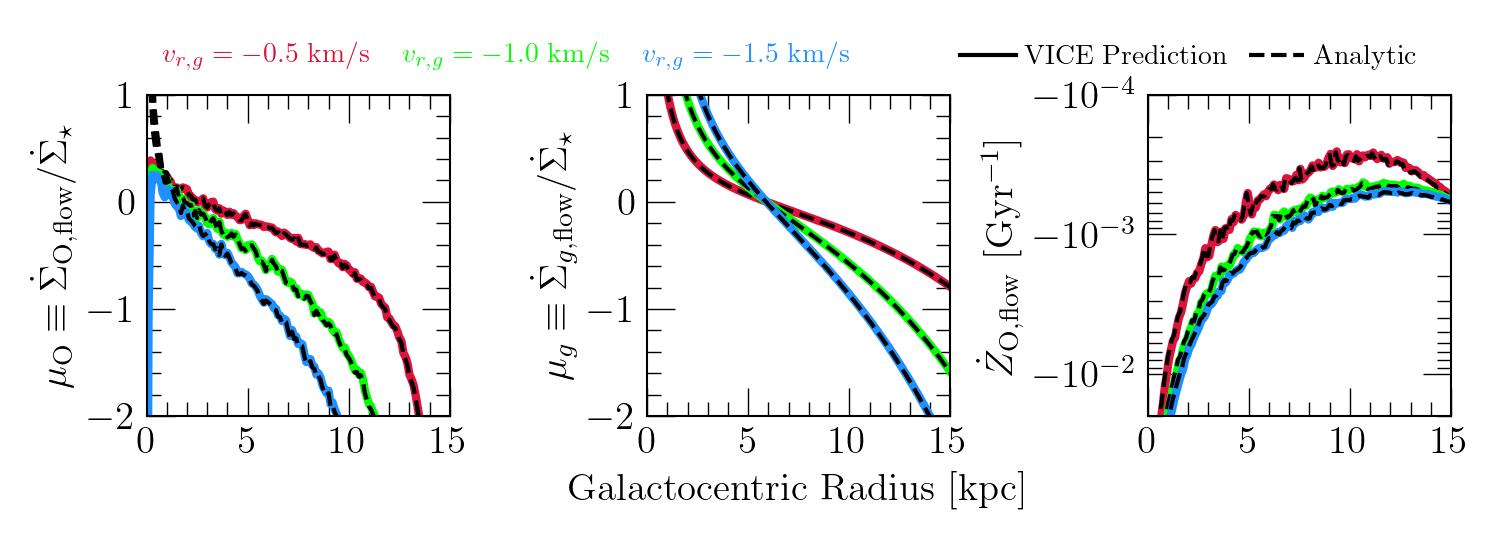 v_{r,g} = −0.5 km/s v_{r,g} = −1.0 km/s v_{r,g} = −1.5 km/s VICE Prediction Analytic
μ_O ≡ Σ̇_{O,flow}/Σ̇_⋆
1
0
−1
−2
0 5 10 15
μ_g ≡ Σ̇_{g,flow}/Σ̇_⋆
1
0
−1
−2
0 5 10 15
Ż_{O,flow} [Gyr^{−1}]
−10^{−4}
−10^{−3}
−10^{−2}
0 5 10 15
Galactocentric Radius [kpc]